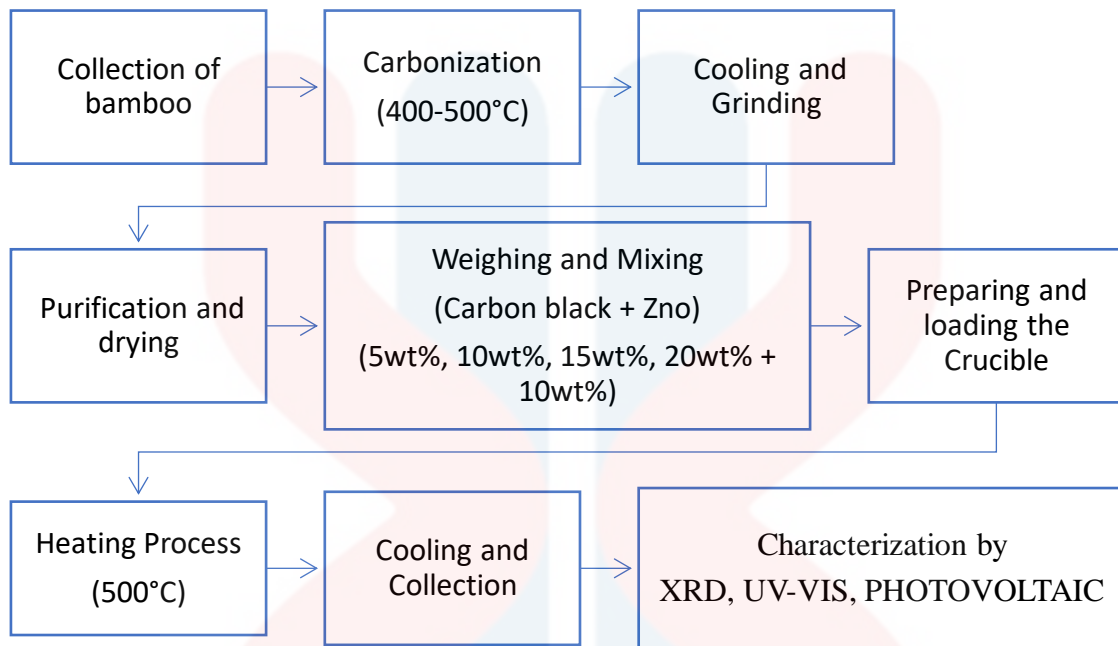 Collection of
bamboo
Carbonization
(400-500°C)
Cooling and
Grinding
Purification and
drying
Weighing and Mixing
(Carbon black + Zno)
(5wt%, 10wt%, 15wt%, 20wt% +
10wt%)
Preparing and
loading the
Crucible
Heating Process
(500°C)
Cooling and
Collection
Characterization by
XRD, UV-VIS, PHOTOVOLTAIC